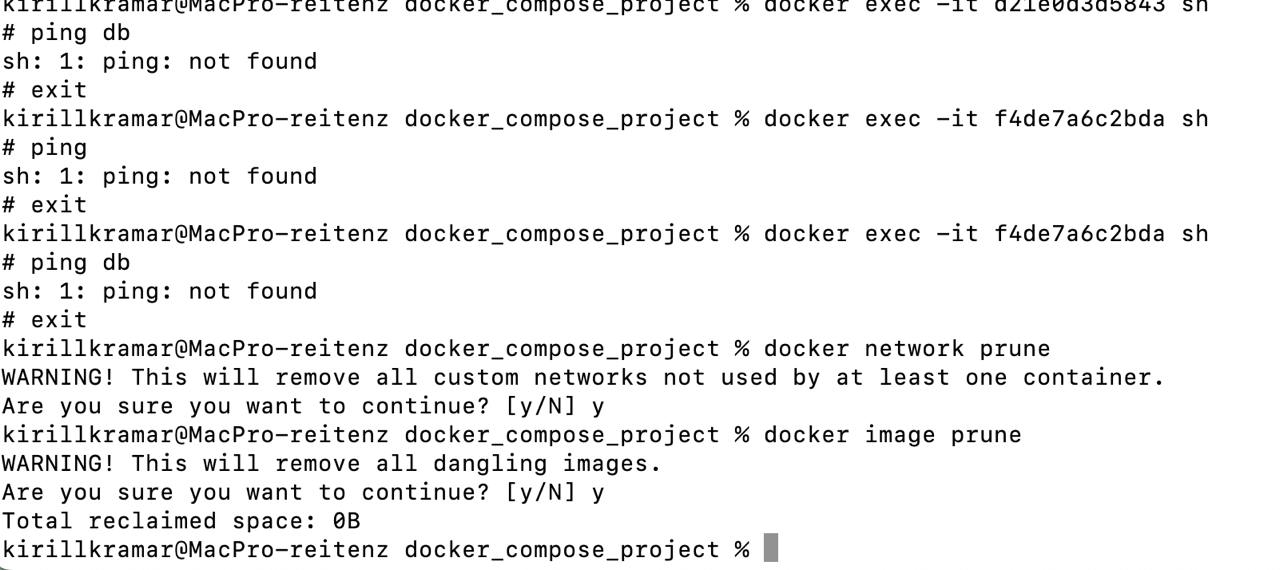 kirillkramar@MacPro-reitenz docker_compose_project % docker exec -it d21e0d3d5843 sh
# ping db
sh: 1: ping: not found
# exit
kirillkramar@MacPro-reitenz docker_compose_project % docker exec -it f4de7a6c2bda sh
# ping
sh: 1: ping: not found
# exit
kirillkramar@MacPro-reitenz docker_compose_project % docker exec -it f4de7a6c2bda sh
# ping db
sh: 1: ping: not found
# exit
kirillkramar@MacPro-reitenz docker_compose_project % docker network prune
WARNING! This will remove all custom networks not used by at least one container.
Are you sure you want to continue? [y/N] y
kirillkramar@MacPro-reitenz docker_compose_project % docker image prune
WARNING! This will remove all dangling images.
Are you sure you want to continue? [y/N] y
Total reclaimed space: 0B
kirillkramar@MacPro-reitenz docker_compose_project %